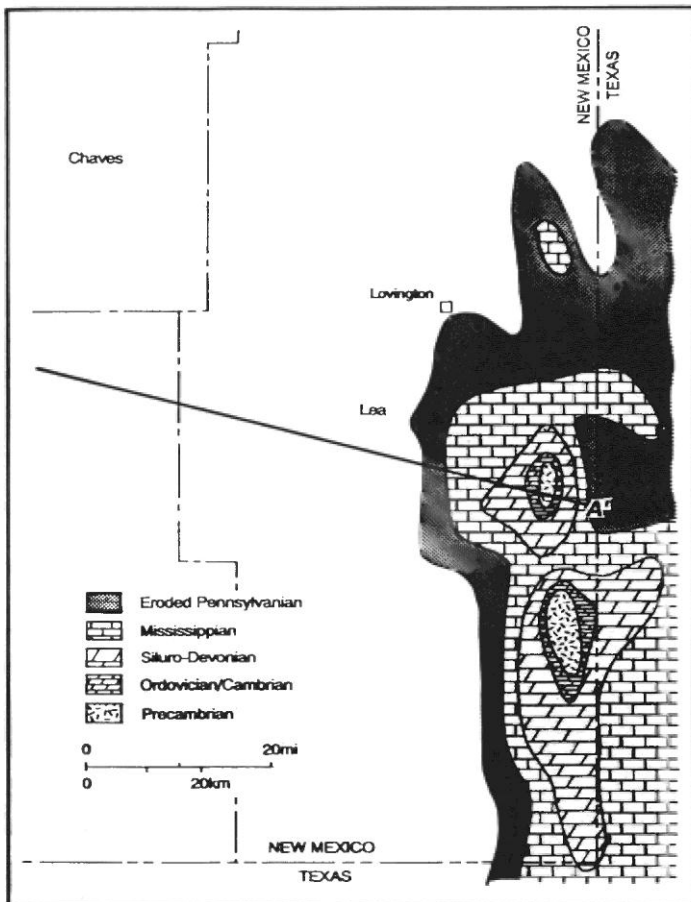 NEW MEXICO
TEXAS
Chaves
Lovington
Lea
A'
Eroded Pennsylvanian
Mississippian
Siluro-Devonian
Ordovician/Cambrian
Precambrian
0 20mi
0 20km
NEW MEXICO
TEXAS